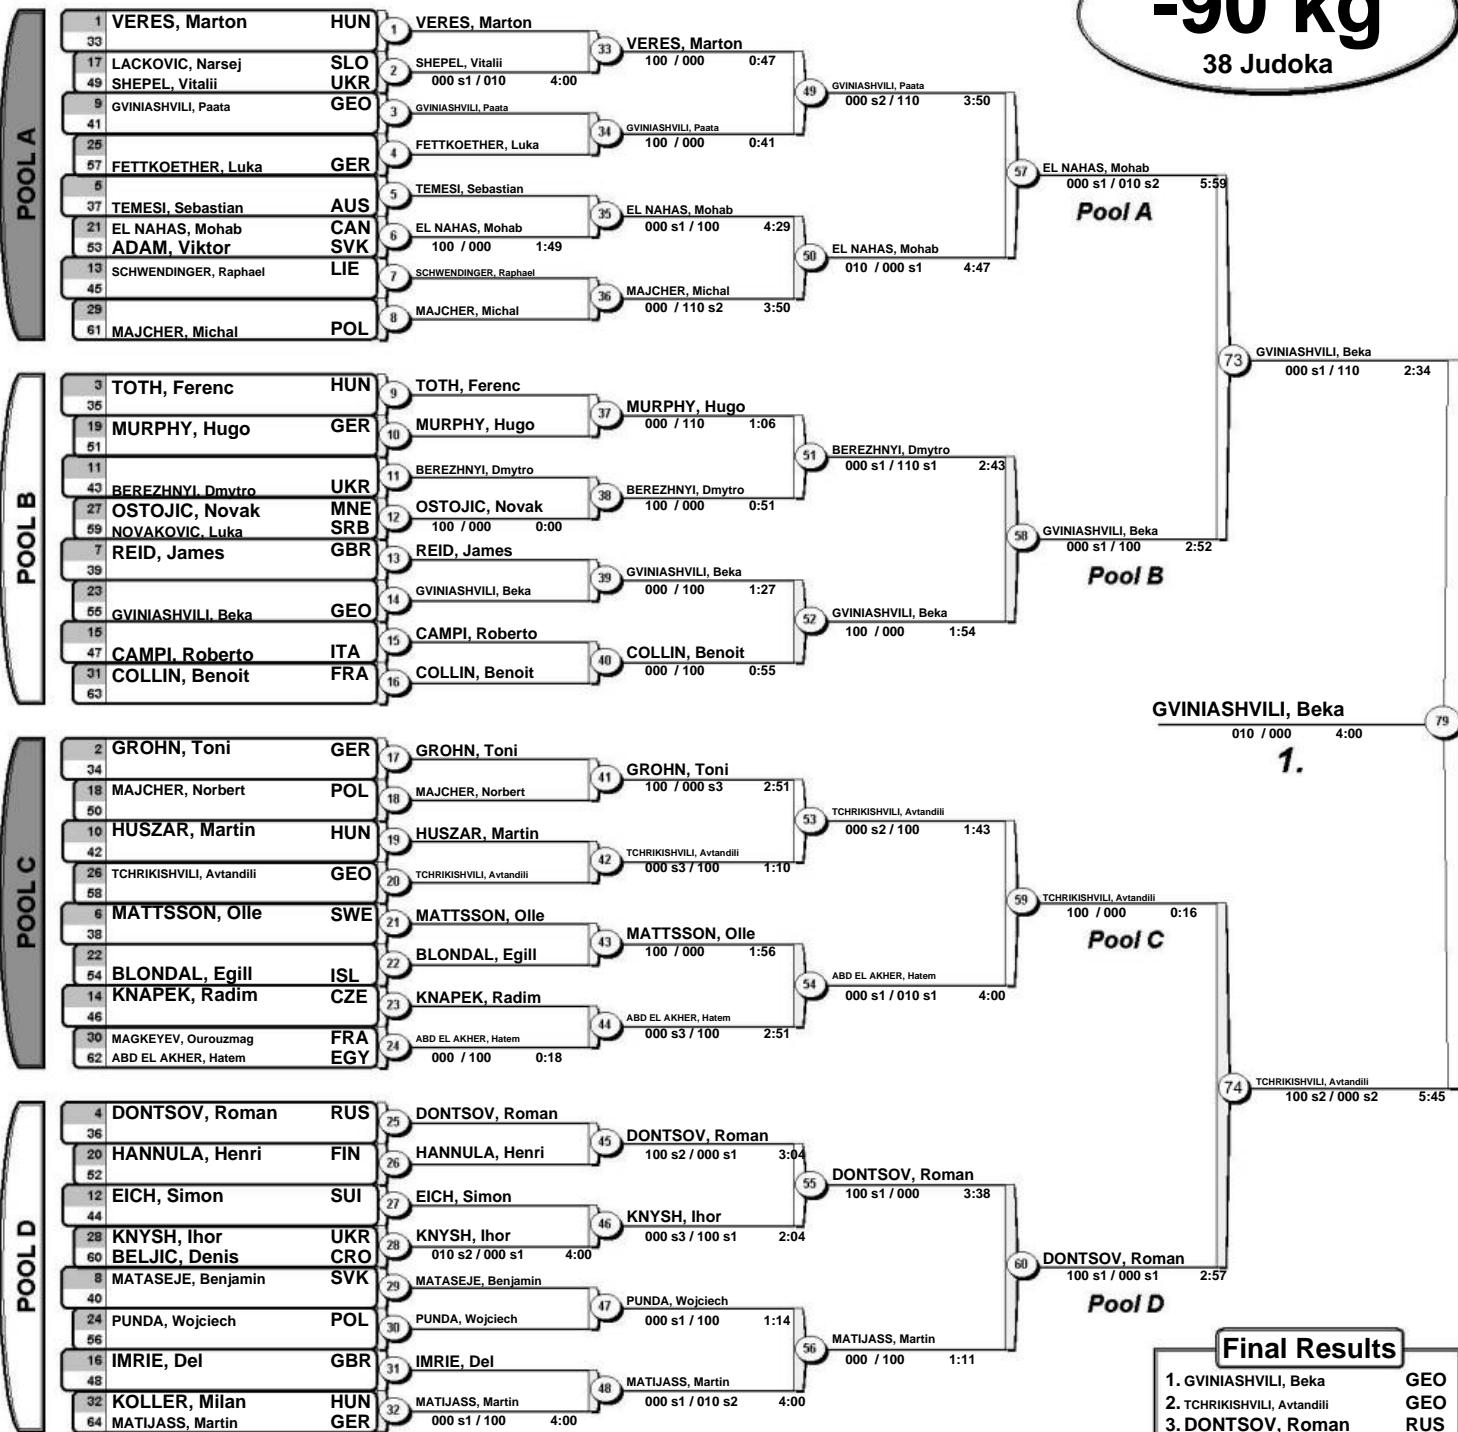 -90 kg
38 Judoka
POOL A
1 VERES, Marton HUN
33
17 LACKOVIC, Narsej SLO
49 SHEPEL, Vitalii UKR
9 GVINIASHVILI, Paata GEO
41
25
57 FETTKOETHER, Luka GER
5
37 TEMESI, Sebastian AUS
21 EL NAHAS, Mohab CAN
53 ADAM, Viktor SVK
13 SCHWENDINGER, Raphael LIE
45
29
61 MAJCHER, Michal POL
1 VERES, Marton
2 SHEPEL, Vitalii
000 s1 / 010 4:00
3 GVINIASHVILI, Paata
4 FETTKOETHER, Luka
5 TEMESI, Sebastian
6 EL NAHAS, Mohab
100 / 000 1:49
7 SCHWENDINGER, Raphael
8 MAJCHER, Michal
33 VERES, Marton
100 / 000 0:47
34 GVINIASHVILI, Paata
100 / 000 0:41
35 EL NAHAS, Mohab
000 s1 / 100 4:29
36 MAJCHER, Michal
000 / 110 s2 3:50
49 GVINIASHVILI, Paata
000 s2 / 110 3:50
50 EL NAHAS, Mohab
010 / 000 s1 4:47
57 EL NAHAS, Mohab
000 s1 / 010 s2 5:59
Pool A
POOL B
3 TOTH, Ferenc HUN
35
19 MURPHY, Hugo GER
51
11
43 BEREZHNYI, Dmytro UKR
27 OSTOJIC, Novak MNE
59 NOVAKOVIC, Luka SRB
7 REID, James GBR
39
23
55 GVINIASHVILI, Beka GEO
15
47 CAMPI, Roberto ITA
31 COLLIN, Benoit FRA
63
9 TOTH, Ferenc
10 MURPHY, Hugo
11 BEREZHNYI, Dmytro
12 OSTOJIC, Novak
100 / 000 0:00
13 REID, James
14 GVINIASHVILI, Beka
15 CAMPI, Roberto
16 COLLIN, Benoit
37 MURPHY, Hugo
000 / 110 1:06
38 BEREZHNYI, Dmytro
100 / 000 0:51
39 GVINIASHVILI, Beka
000 / 100 1:27
40 COLLIN, Benoit
000 / 100 0:55
51 BEREZHNYI, Dmytro
000 s1 / 110 s1 2:43
52 GVINIASHVILI, Beka
100 / 000 1:54
58 GVINIASHVILI, Beka
000 s1 / 100 2:52
Pool B
73 GVINIASHVILI, Beka
000 s1 / 110 2:34
GVINIASHVILI, Beka 79
010 / 000 4:00
1.
POOL C
2 GROHN, Toni GER
34
18 MAJCHER, Norbert POL
50
10 HUSZAR, Martin HUN
42
26 TCHRIKISHVILI, Avtandili GEO
58
6 MATTSSON, Olle SWE
38
22
54 BLONDAL, Egill ISL
14 KNAPEK, Radim CZE
46
30 MAGKEYEV, Ourouzmag FRA
62 ABD EL AKHER, Hatem EGY
17 GROHN, Toni
18 MAJCHER, Norbert
19 HUSZAR, Martin
20 TCHRIKISHVILI, Avtandili
21 MATTSSON, Olle
22 BLONDAL, Egill
23 KNAPEK, Radim
24 ABD EL AKHER, Hatem
000 / 100 0:18
41 GROHN, Toni
100 / 000 s3 2:51
42 TCHRIKISHVILI, Avtandili
000 s3 / 100 1:10
43 MATTSSON, Olle
100 / 000 1:56
44 ABD EL AKHER, Hatem
000 s3 / 100 2:51
53 TCHRIKISHVILI, Avtandili
000 s2 / 100 1:43
54 ABD EL AKHER, Hatem
000 s1 / 010 s1 4:00
59 TCHRIKISHVILI, Avtandili
100 / 000 0:16
Pool C
74 TCHRIKISHVILI, Avtandili
100 s2 / 000 s2 5:45
POOL D
4 DONTSOV, Roman RUS
36
20 HANNULA, Henri FIN
52
12 EICH, Simon SUI
44
28 KNYSH, Ihor UKR
60 BELJIC, Denis CRO
8 MATASEJE, Benjamin SVK
40
24 PUNDA, Wojciech POL
56
16 IMRIE, Del GBR
48
32 KOLLER, Milan HUN
64 MATIJASS, Martin GER
25 DONTSOV, Roman
26 HANNULA, Henri
27 EICH, Simon
28 KNYSH, Ihor
010 s2 / 000 s1 4:00
29 MATASEJE, Benjamin
30 PUNDA, Wojciech
31 IMRIE, Del
32 MATIJASS, Martin
000 s1 / 100 4:00
45 DONTSOV, Roman
100 s2 / 000 s1 3:04
46 KNYSH, Ihor
000 s3 / 100 s1 2:04
47 PUNDA, Wojciech
000 s1 / 100 1:14
48 MATIJASS, Martin
000 s1 / 010 s2 4:00
55 DONTSOV, Roman
100 s1 / 000 3:38
56 MATIJASS, Martin
000 / 100 1:11
60 DONTSOV, Roman
100 s1 / 000 s1 2:57
Pool D
Final Results
1. GVINIASHVILI, Beka GEO
2. TCHRIKISHVILI, Avtandili GEO
3. DONTSOV, Roman RUS